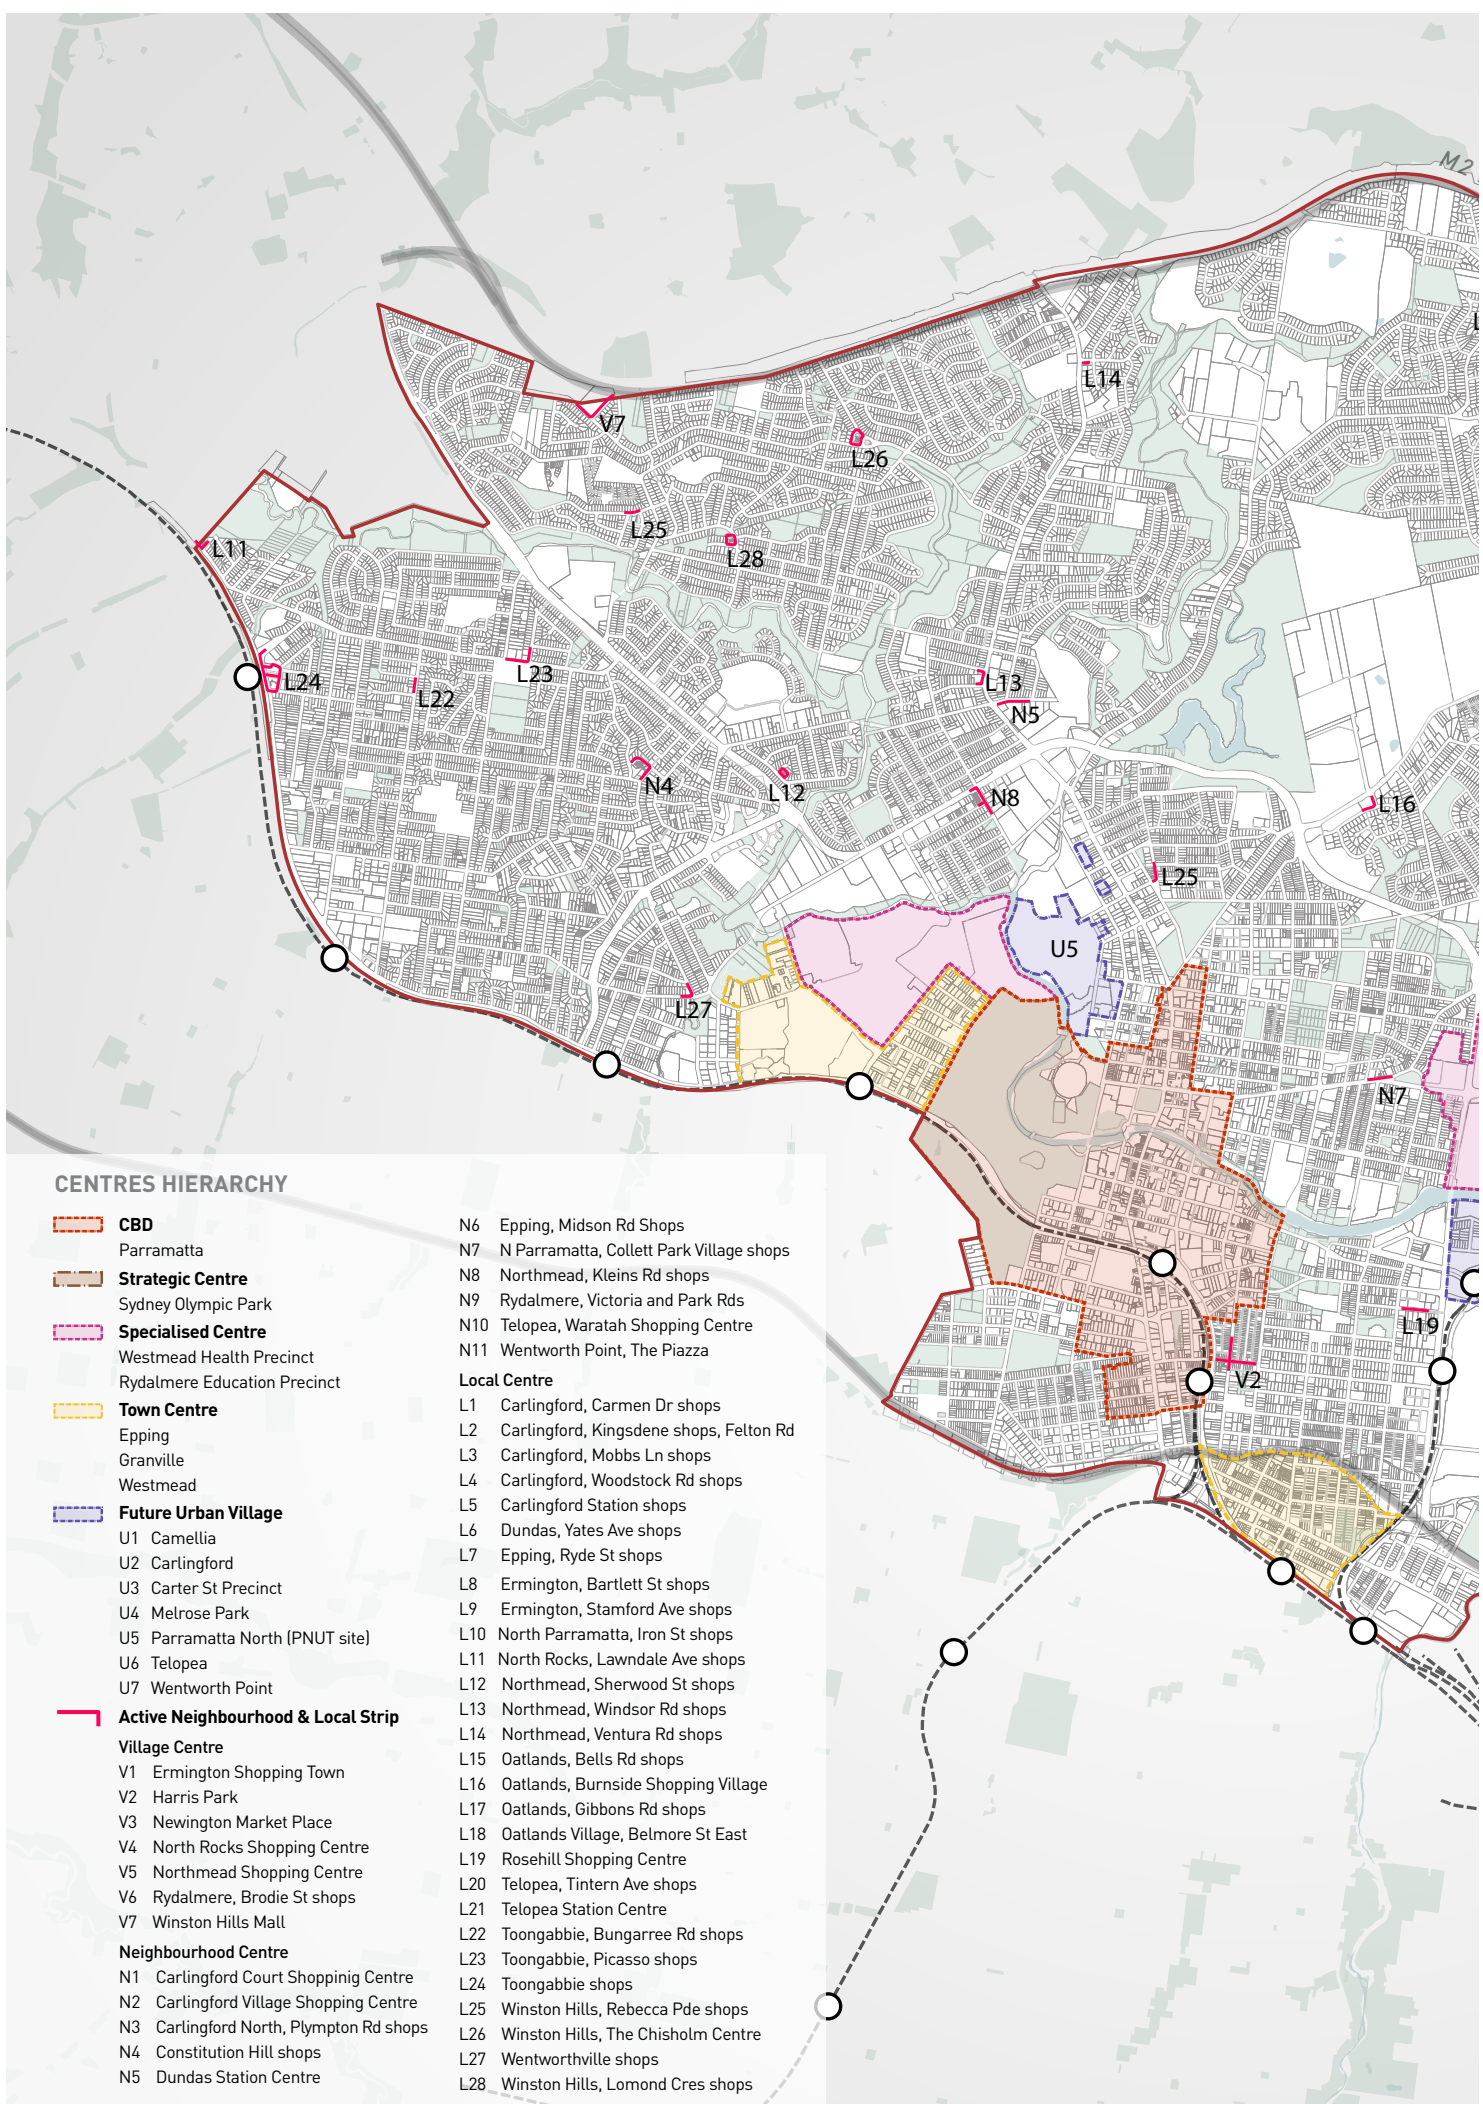 M2
L14
V7
L26
L25
L28
L11
L23
L24
L22
L13
N5
N4
L12
N8
L16
L25
U5
L27
N7
L19
V2
CENTRES HIERARCHY
CBD
Parramatta
Strategic Centre
Sydney Olympic Park
Specialised Centre
Westmead Health Precinct
Rydalmere Education Precinct
Town Centre
Epping
Granville
Westmead
Future Urban Village
U1 Camellia
U2 Carlingford
U3 Carter St Precinct
U4 Melrose Park
U5 Parramatta North (PNUT site)
U6 Telopea
U7 Wentworth Point
Active Neighbourhood & Local Strip
Village Centre
V1 Ermington Shopping Town
V2 Harris Park
V3 Newington Market Place
V4 North Rocks Shopping Centre
V5 Northmead Shopping Centre
V6 Rydalmere, Brodie St shops
V7 Winston Hills Mall
Neighbourhood Centre
N1 Carlingford Court Shoppinig Centre
N2 Carlingford Village Shopping Centre
N3 Carlingford North, Plympton Rd shops
N4 Constitution Hill shops
N5 Dundas Station Centre
N6 Epping, Midson Rd Shops
N7 N Parramatta, Collett Park Village shops
N8 Northmead, Kleins Rd shops
N9 Rydalmere, Victoria and Park Rds
N10 Telopea, Waratah Shopping Centre
N11 Wentworth Point, The Piazza
Local Centre
L1 Carlingford, Carmen Dr shops
L2 Carlingford, Kingsdene shops, Felton Rd
L3 Carlingford, Mobbs Ln shops
L4 Carlingford, Woodstock Rd shops
L5 Carlingford Station shops
L6 Dundas, Yates Ave shops
L7 Epping, Ryde St shops
L8 Ermington, Bartlett St shops
L9 Ermington, Stamford Ave shops
L10 North Parramatta, Iron St shops
L11 North Rocks, Lawndale Ave shops
L12 Northmead, Sherwood St shops
L13 Northmead, Windsor Rd shops
L14 Northmead, Ventura Rd shops
L15 Oatlands, Bells Rd shops
L16 Oatlands, Burnside Shopping Village
L17 Oatlands, Gibbons Rd shops
L18 Oatlands Village, Belmore St East
L19 Rosehill Shopping Centre
L20 Telopea, Tintern Ave shops
L21 Telopea Station Centre
L22 Toongabbie, Bungarree Rd shops
L23 Toongabbie, Picasso shops
L24 Toongabbie shops
L25 Winston Hills, Rebecca Pde shops
L26 Winston Hills, The Chisholm Centre
L27 Wentworthville shops
L28 Winston Hills, Lomond Cres shops